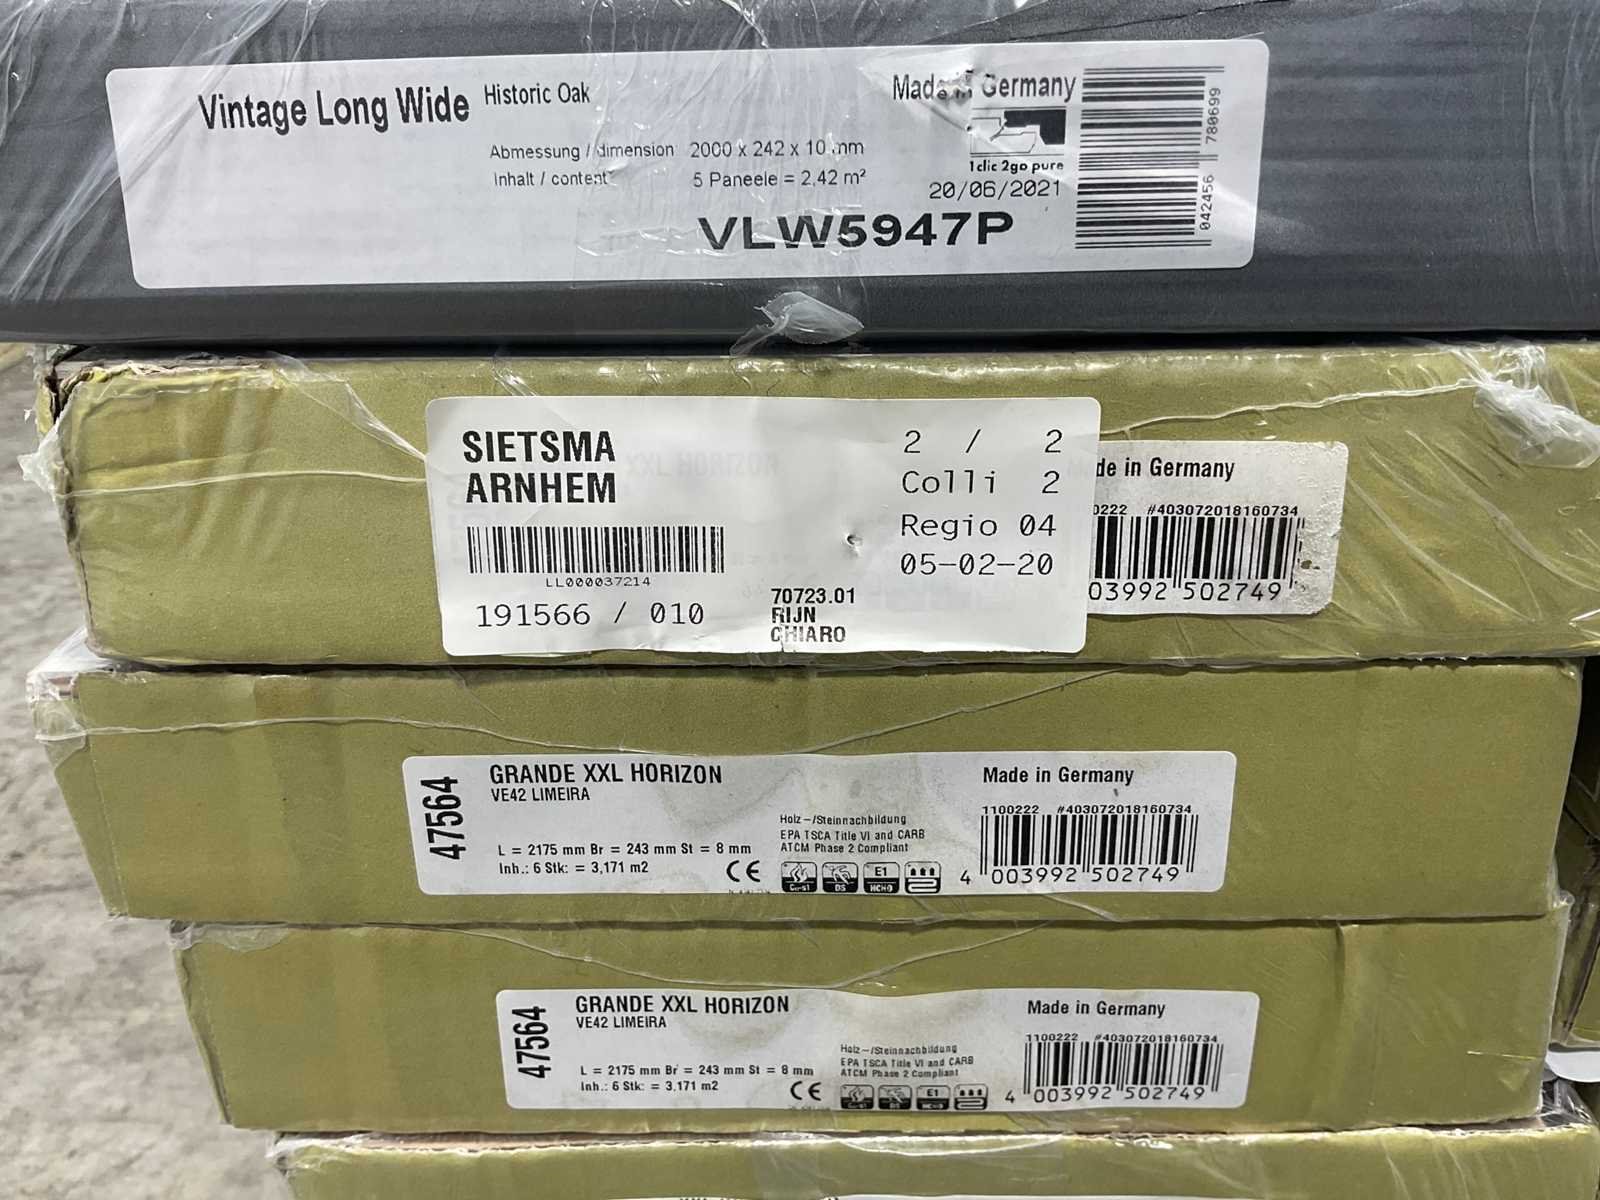 Vintage Long Wide Historic Oak
Made in Germany
Abmessung / dimension 2000 x 242 x 10 mm
Inhalt / content 5 Paneele = 2,42 m²
1clic 2go pure
20/06/2021
VLW5947P
042456 780699
SIETSMA
ARNHEM
2 / 2
Colli 2
Regio 04
05-02-20
LL000037214
191566 / 010
70723.01
RIJN
CHIARO
de in Germany
0222 #403072018160734
03992 502749
47564
GRANDE XXL HORIZON
VE42 LIMEIRA
L = 2175 mm Br = 243 mm St = 8 mm
Inh.: 6 Stk: = 3,171 m2
Holz-/Steinnachbildung
EPA TSCA Title VI and CARB
ATCM Phase 2 Compliant
CE
Cfl-s1 DS E1 HCHO
Made in Germany
1100222 #403072018160734
4 003992 502749
47564
GRANDE XXL HORIZON
VE42 LIMEIRA
L = 2175 mm Br = 243 mm St = 8 mm
Inh.: 6 Stk: = 3,171 m2
Holz-/Steinnachbildung
EPA TSCA Title VI and CARB
ATCM Phase 2 Compliant
CE
E1
Made in Germany
1100222 #403072018160734
4 003992 502749